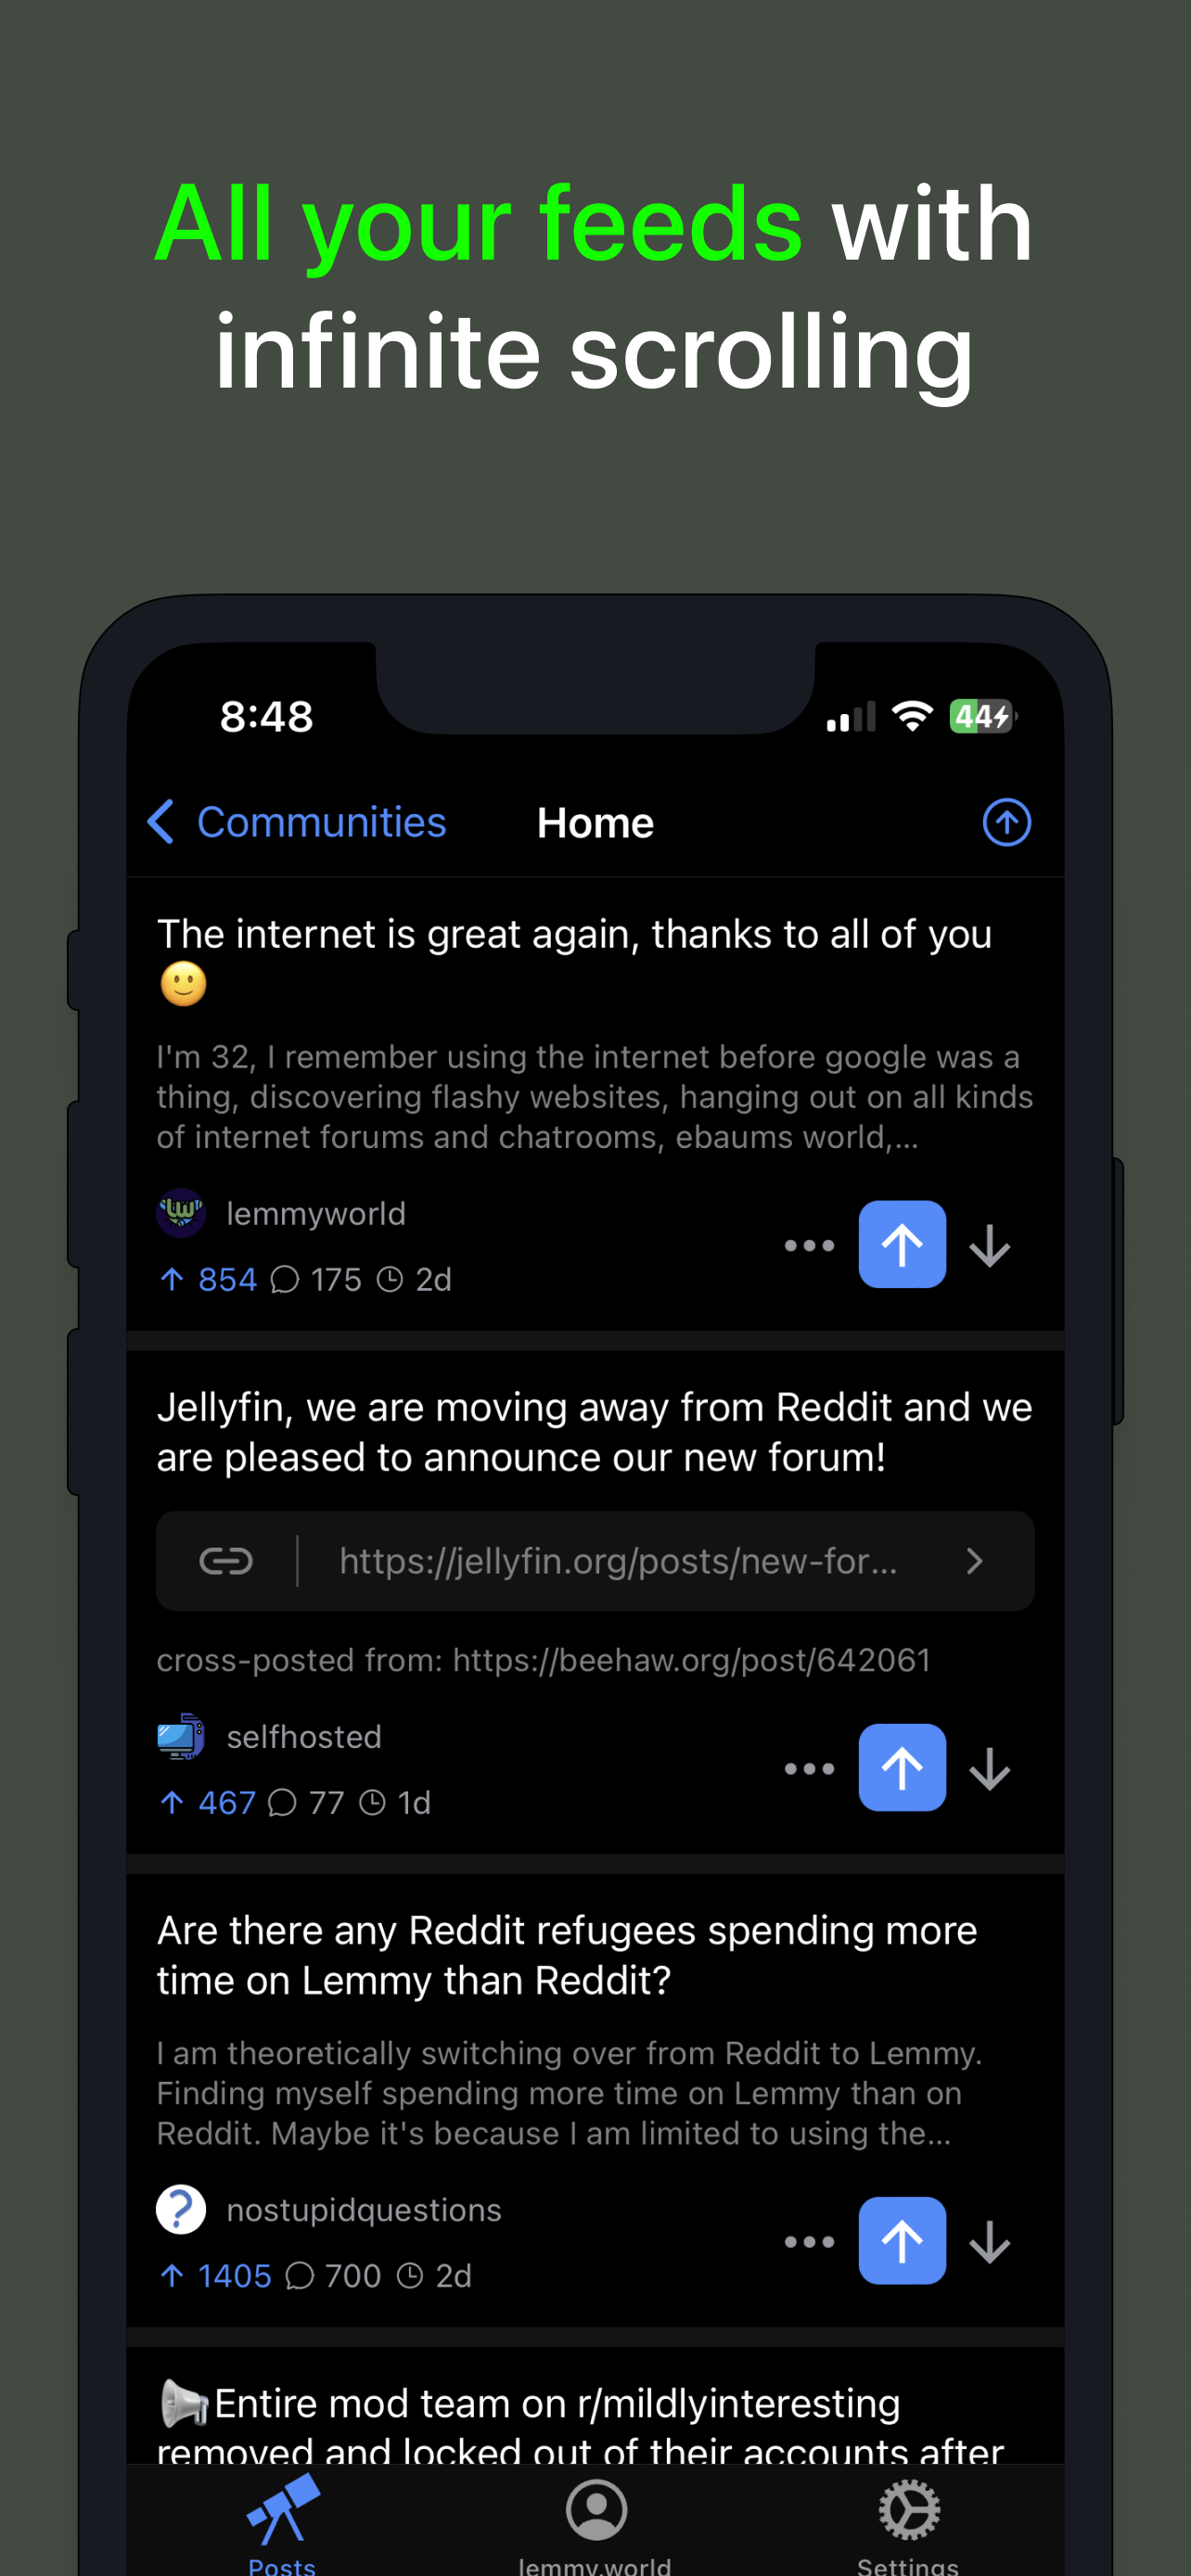 All your feeds with
infinite scrolling
8:48
44
Communities
Home
The internet is great again, thanks to all of you
🙂
I'm 32, I remember using the internet before google was a
thing, discovering flashy websites, hanging out on all kinds
of internet forums and chatrooms, ebaums world,...
lemmyworld
854 175 2d
Jellyfin, we are moving away from Reddit and we
are pleased to announce our new forum!
https://jellyfin.org/posts/new-for...
cross-posted from: https://beehaw.org/post/642061
selfhosted
467 77 1d
Are there any Reddit refugees spending more
time on Lemmy than Reddit?
I am theoretically switching over from Reddit to Lemmy.
Finding myself spending more time on Lemmy than on
Reddit. Maybe it's because I am limited to using the...
nostupidquestions
1405 700 2d
📢Entire mod team on r/mildlyinteresting
removed and locked out of their accounts after
Posts
lemmy.world
Settings